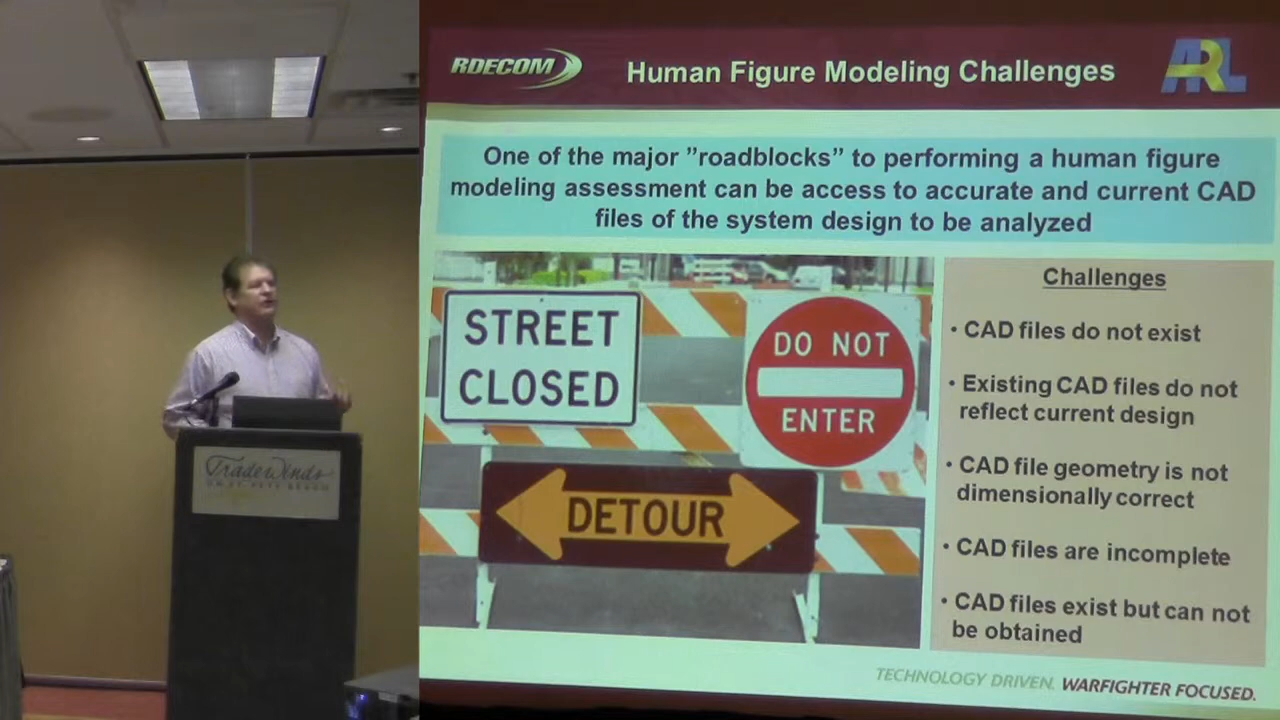 RDECOM
Human Figure Modeling Challenges
ARL
One of the major ”roadblocks” to performing a human figure
modeling assessment can be access to accurate and current CAD
files of the system design to be analyzed
STREET
CLOSED
DO NOT
ENTER
DETOUR
Challenges
• CAD files do not exist
• Existing CAD files do not
reflect current design
• CAD file geometry is not
dimensionally correct
• CAD files are incomplete
• CAD files exist but can not
be obtained
TECHNOLOGY DRIVEN. WARFIGHTER FOCUSED.
TradeWinds